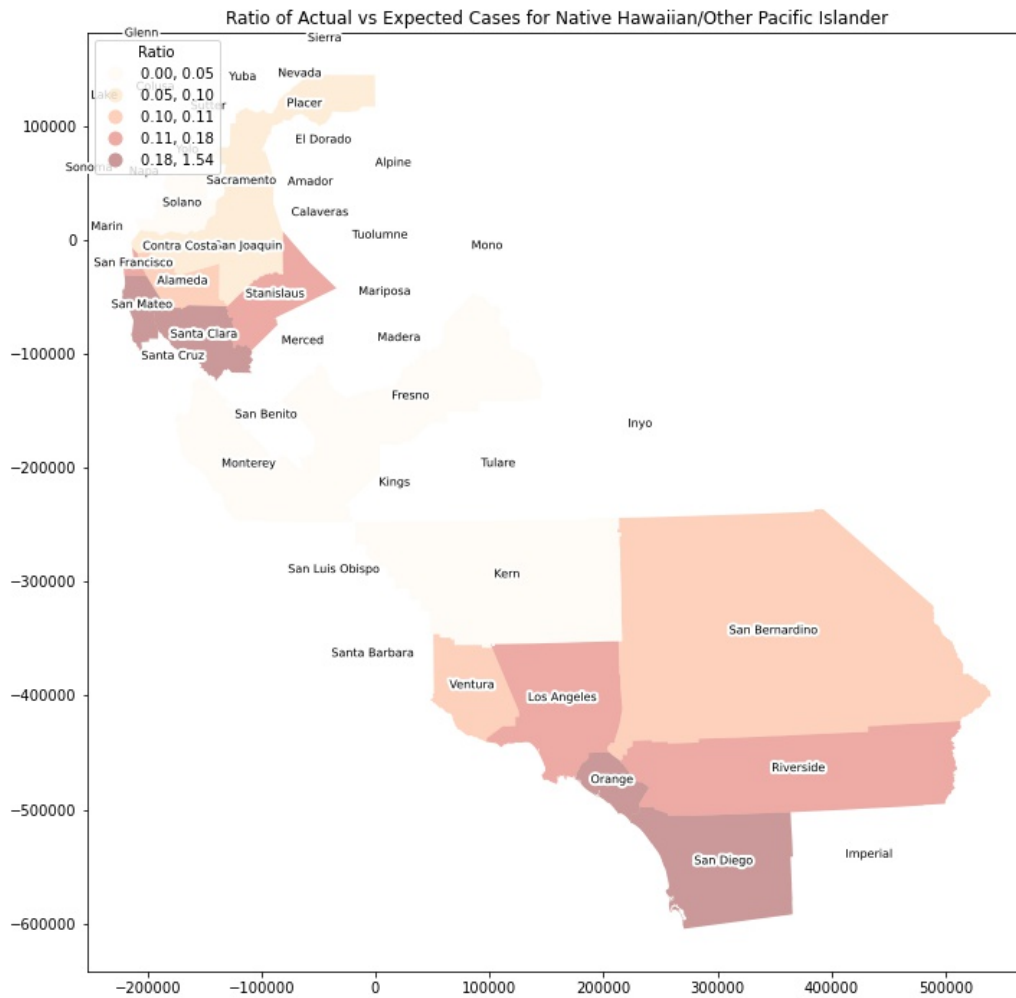 Ratio of Actual vs Expected Cases for Native Hawaiian/Other Pacific Islander
Glenn
Sierra
Ratio
0.00, 0.05
0.05, 0.10
0.10, 0.11
0.11, 0.18
0.18, 1.54
Yuba
Nevada
Colusa
Lake
Sutter
Placer
El Dorado
Yolo
Sonoma
Napa
Alpine
Sacramento
Amador
Solano
Calaveras
Marin
Tuolumne
Contra Costa
San Joaquin
Mono
San Francisco
Alameda
Stanislaus
Mariposa
San Mateo
Santa Clara
Merced
Madera
Santa Cruz
Fresno
San Benito
Inyo
Monterey
Tulare
Kings
San Luis Obispo
Kern
San Bernardino
Santa Barbara
Ventura
Los Angeles
Riverside
Orange
San Diego
Imperial
100000
0
−100000
−200000
−300000
−400000
−500000
−600000
−200000
−100000
0
100000
200000
300000
400000
500000